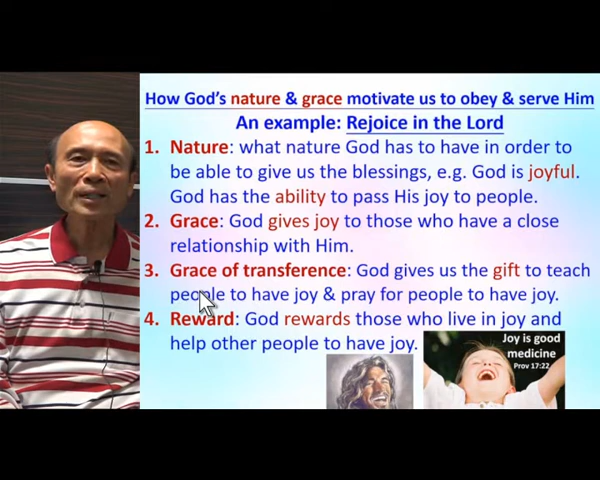 How God's nature & grace motivate us to obey & serve Him
An example: Rejoice in the Lord
1. Nature: what nature God has to have in order to
be able to give us the blessings, e.g. God is joyful.
God has the ability to pass His joy to people.
2. Grace: God gives joy to those who have a close
relationship with Him.
3. Grace of transference: God gives us the gift to teach
people to have joy & pray for people to have joy.
4. Reward: God rewards those who live in joy and
help other people to have joy.
Joy is good
medicine
Prov 17:22